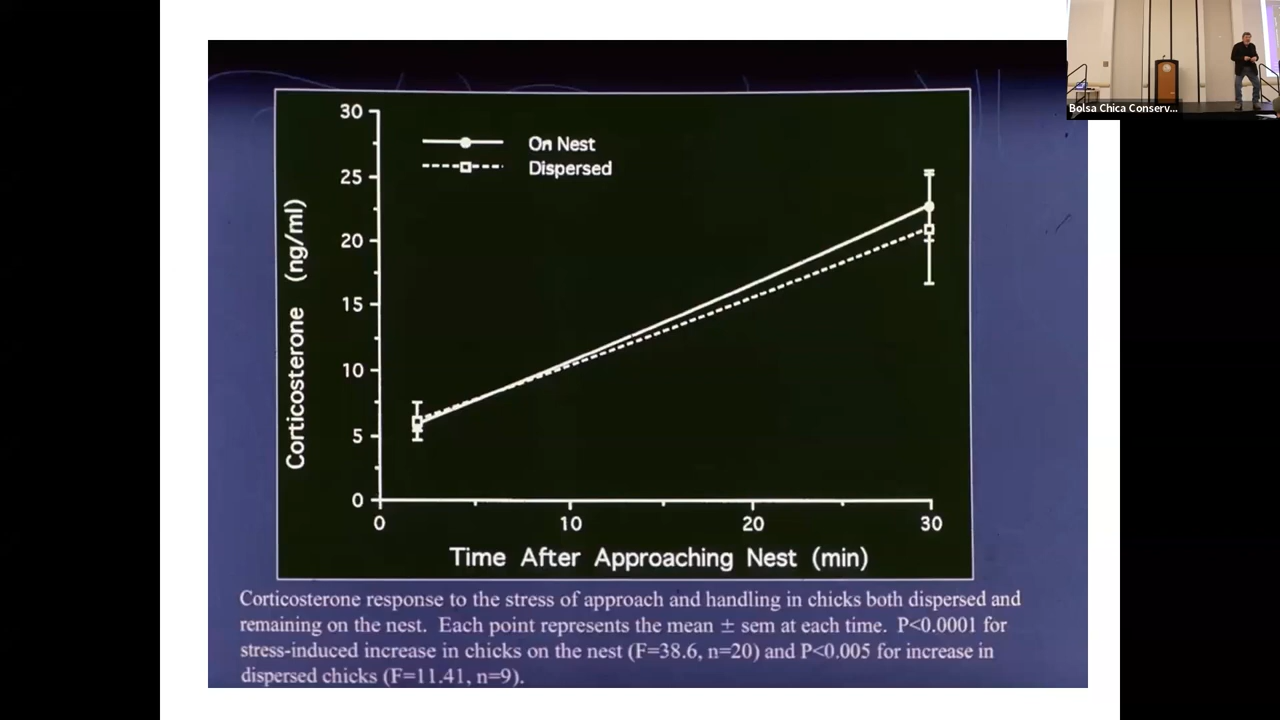 Bolsa Chica Conserv...
30
25
20
15
10
5
0
Corticosterone (ng/ml)
On Nest
Dispersed
0 10 20 30
Time After Approaching Nest (min)
Corticosterone response to the stress of approach and handling in chicks both dispersed and
remaining on the nest. Each point represents the mean ± sem at each time. P<0.0001 for
stress-induced increase in chicks on the nest (F=38.6, n=20) and P<0.005 for increase in
dispersed chicks (F=11.41, n=9).